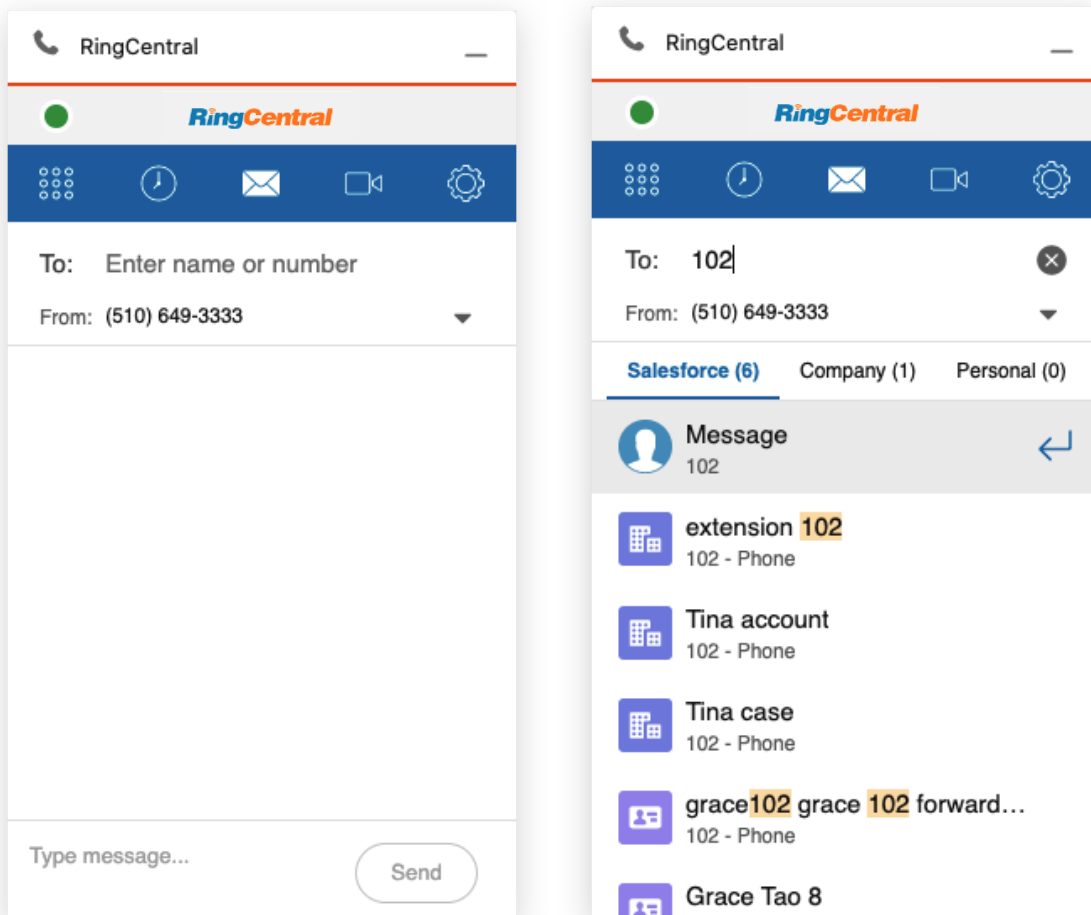 RingCentral
RingCentral
To: Enter name or number
From: (510) 649-3333
Type message...
Send
RingCentral
RingCentral
To: 102
From: (510) 649-3333
Salesforce (6) Company (1) Personal (0)
Message
102
extension 102
102 - Phone
Tina account
102 - Phone
Tina case
102 - Phone
grace102 grace 102 forward...
102 - Phone
Grace Tao 8